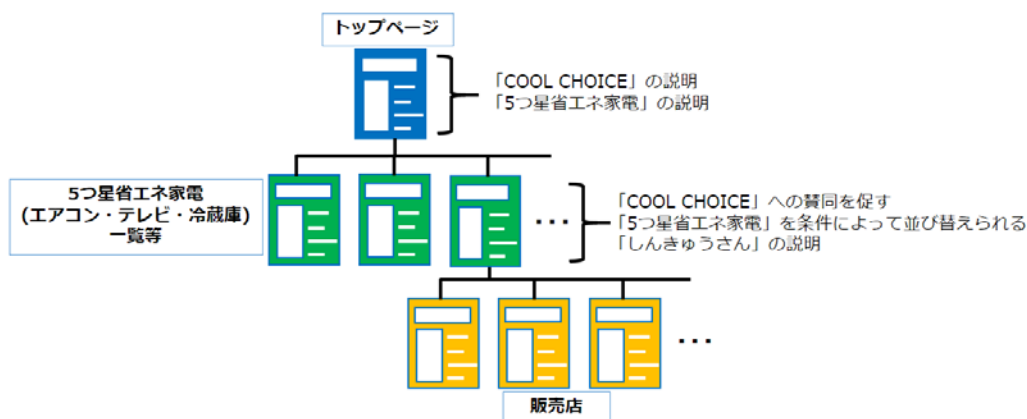 トップページ
「COOL CHOICE」の説明
「5つ星省エネ家電」の説明
5つ星省エネ家電
(エアコン・テレビ・冷蔵庫)
一覧等
「COOL CHOICE」への賛同を促す
「5つ星省エネ家電」を条件によって並び替えられる
「しんきゅうさん」の説明
・・・
・・・
販売店